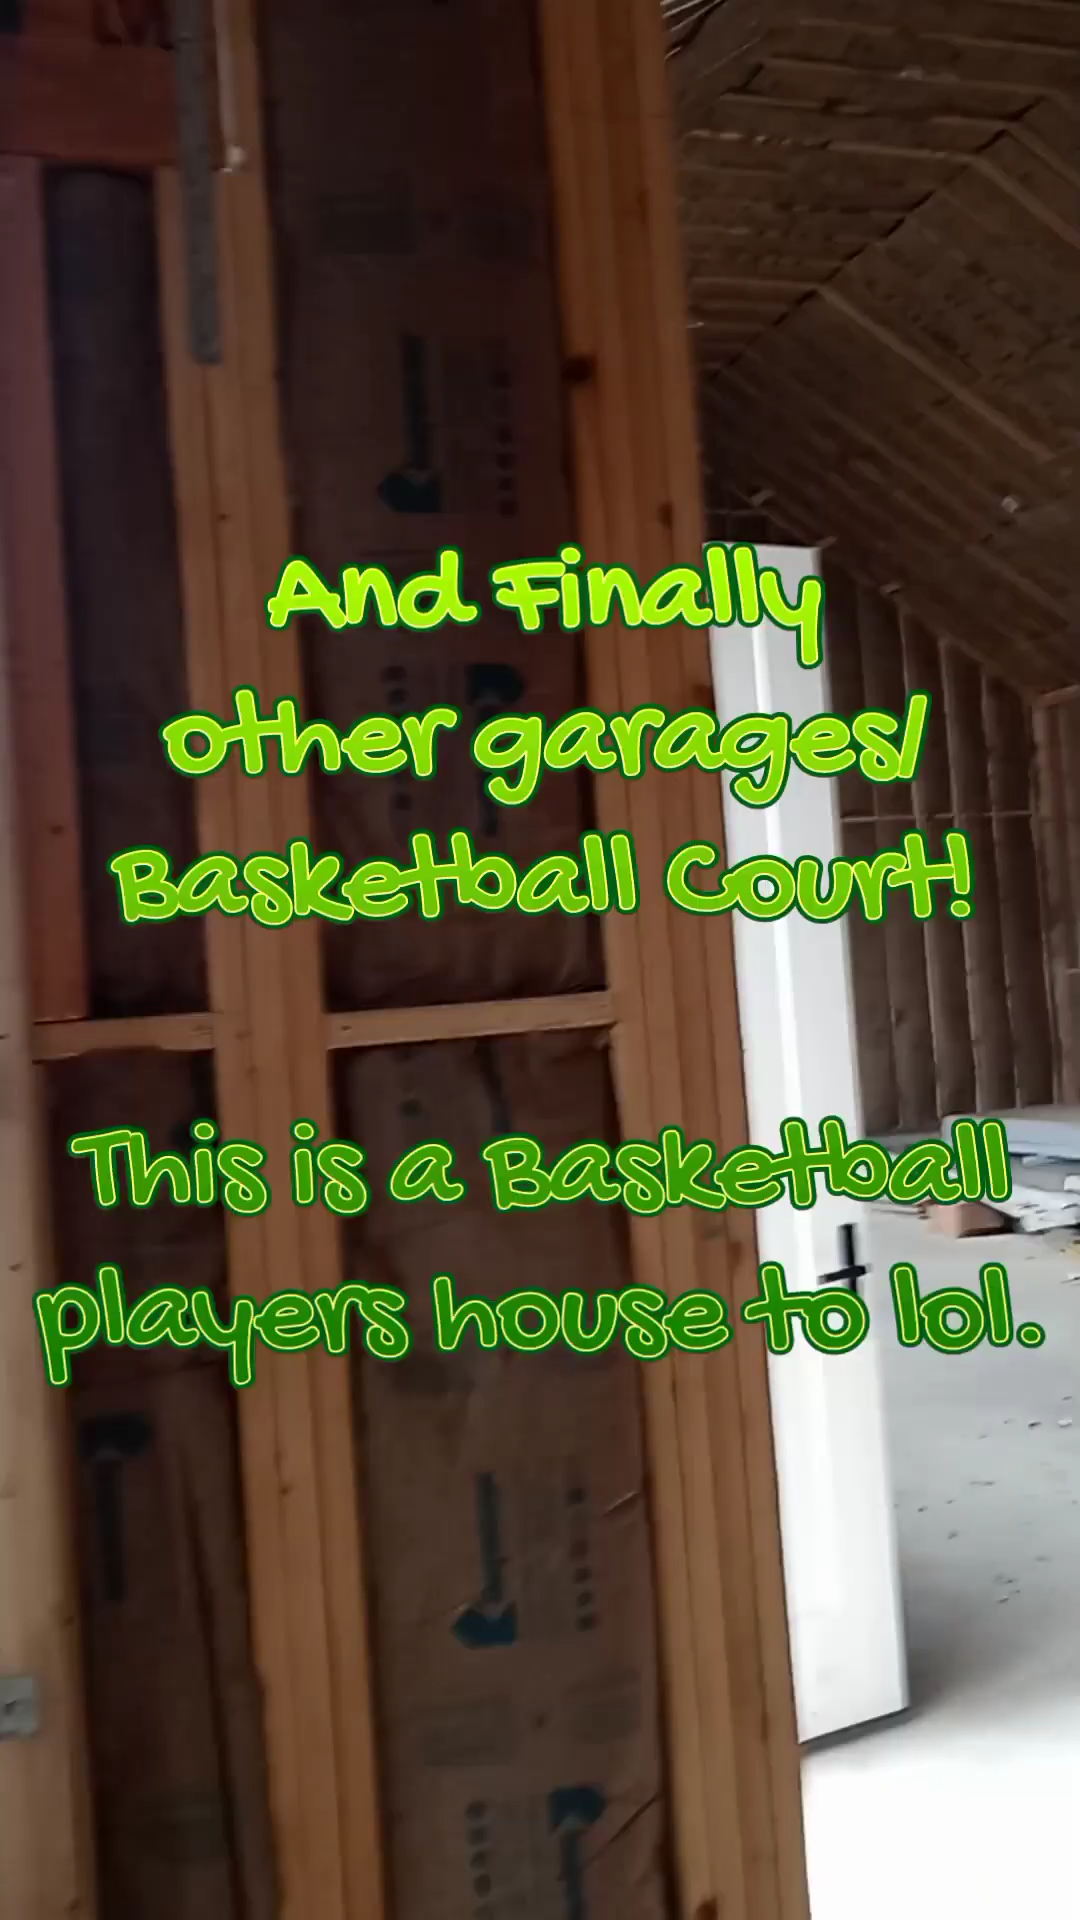 And Finally
other garages/
Basketball Court!
This is a Basketball
players house to lol.